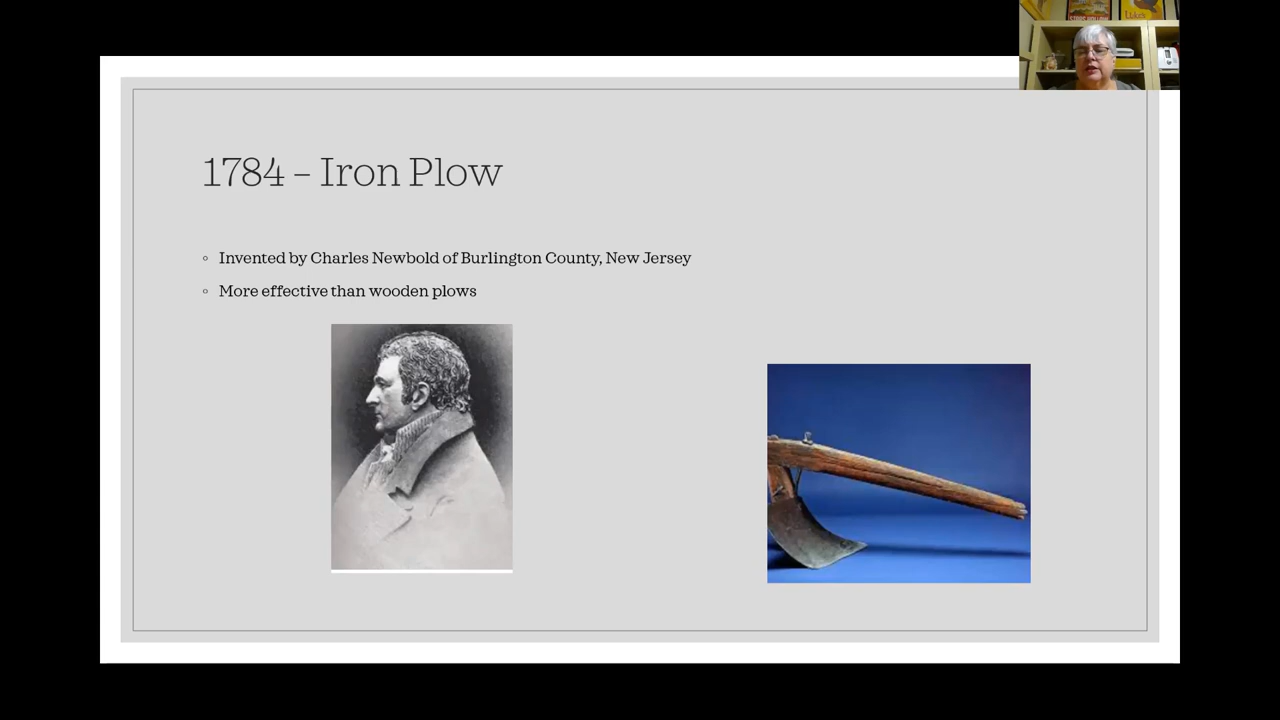 1784 – Iron Plow
◦ Invented by Charles Newbold of Burlington County, New Jersey
◦ More effective than wooden plows